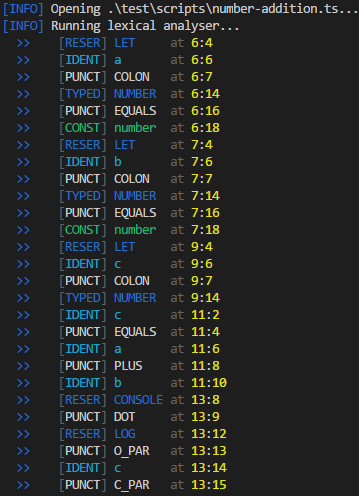 [INFO] Opening .\test\scripts\number-addition.ts...
[INFO] Running lexical analyser...
>> [RESER] LET at 6:4
>> [IDENT] a at 6:6
>> [PUNCT] COLON at 6:7
>> [TYPED] NUMBER at 6:14
>> [PUNCT] EQUALS at 6:16
>> [CONST] number at 6:18
>> [RESER] LET at 7:4
>> [IDENT] b at 7:6
>> [PUNCT] COLON at 7:7
>> [TYPED] NUMBER at 7:14
>> [PUNCT] EQUALS at 7:16
>> [CONST] number at 7:18
>> [RESER] LET at 9:4
>> [IDENT] c at 9:6
>> [PUNCT] COLON at 9:7
>> [TYPED] NUMBER at 9:14
>> [IDENT] c at 11:2
>> [PUNCT] EQUALS at 11:4
>> [IDENT] a at 11:6
>> [PUNCT] PLUS at 11:8
>> [IDENT] b at 11:10
>> [RESER] CONSOLE at 13:8
>> [PUNCT] DOT at 13:9
>> [RESER] LOG at 13:12
>> [PUNCT] O_PAR at 13:13
>> [IDENT] c at 13:14
>> [PUNCT] C_PAR at 13:15